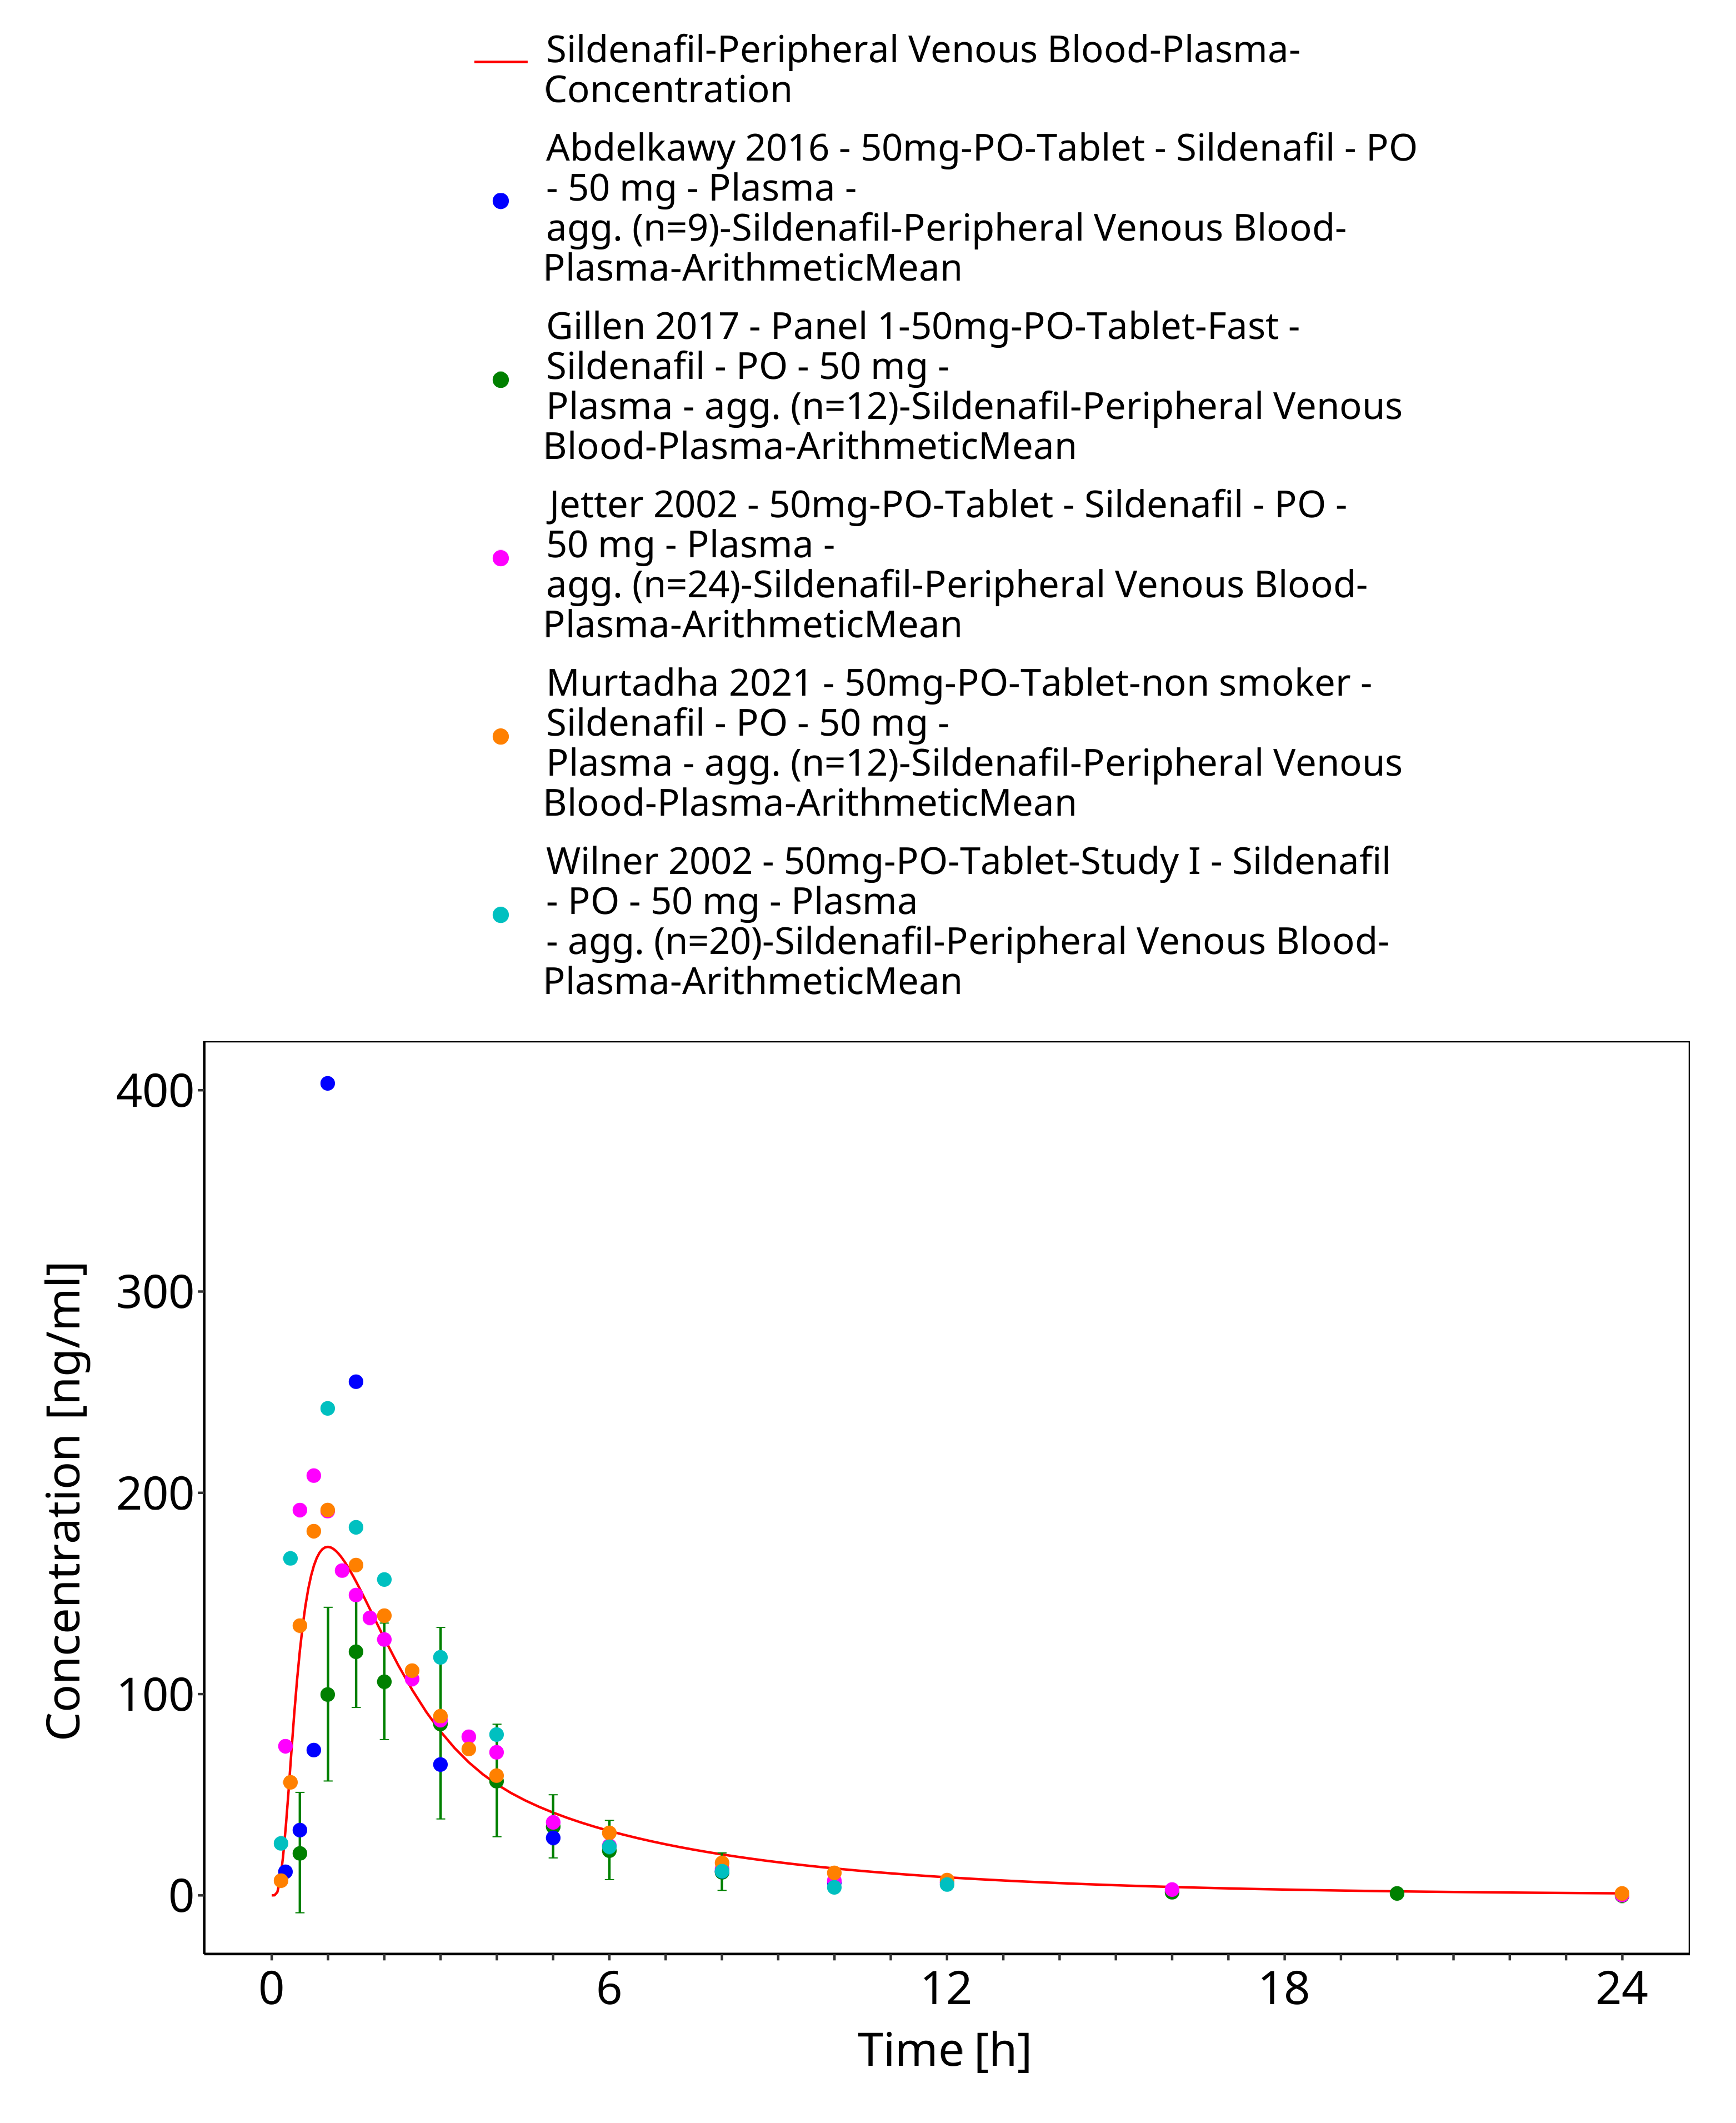 Sildenafil-Peripheral Venous Blood-Plasma-
Concentration
Abdelkawy 2016 - 50mg-PO-Tablet - Sildenafil - PO
- 50 mg - Plasma -
agg. (n=9)-Sildenafil-Peripheral Venous Blood-
Plasma-ArithmeticMean
Gillen 2017 - Panel 1-50mg-PO-Tablet-Fast -
Sildenafil - PO - 50 mg -
Plasma - agg. (n=12)-Sildenafil-Peripheral Venous
Blood-Plasma-ArithmeticMean
Jetter 2002 - 50mg-PO-Tablet - Sildenafil - PO -
50 mg - Plasma -
agg. (n=24)-Sildenafil-Peripheral Venous Blood-
Plasma-ArithmeticMean
Murtadha 2021 - 50mg-PO-Tablet-non smoker -
Sildenafil - PO - 50 mg -
Plasma - agg. (n=12)-Sildenafil-Peripheral Venous
Blood-Plasma-ArithmeticMean
Wilner 2002 - 50mg-PO-Tablet-Study I - Sildenafil
- PO - 50 mg - Plasma
- agg. (n=20)-Sildenafil-Peripheral Venous Blood-
Plasma-ArithmeticMean
Concentration [ng/ml]
400
300
200
100
0
0 6 12 18 24
Time [h]